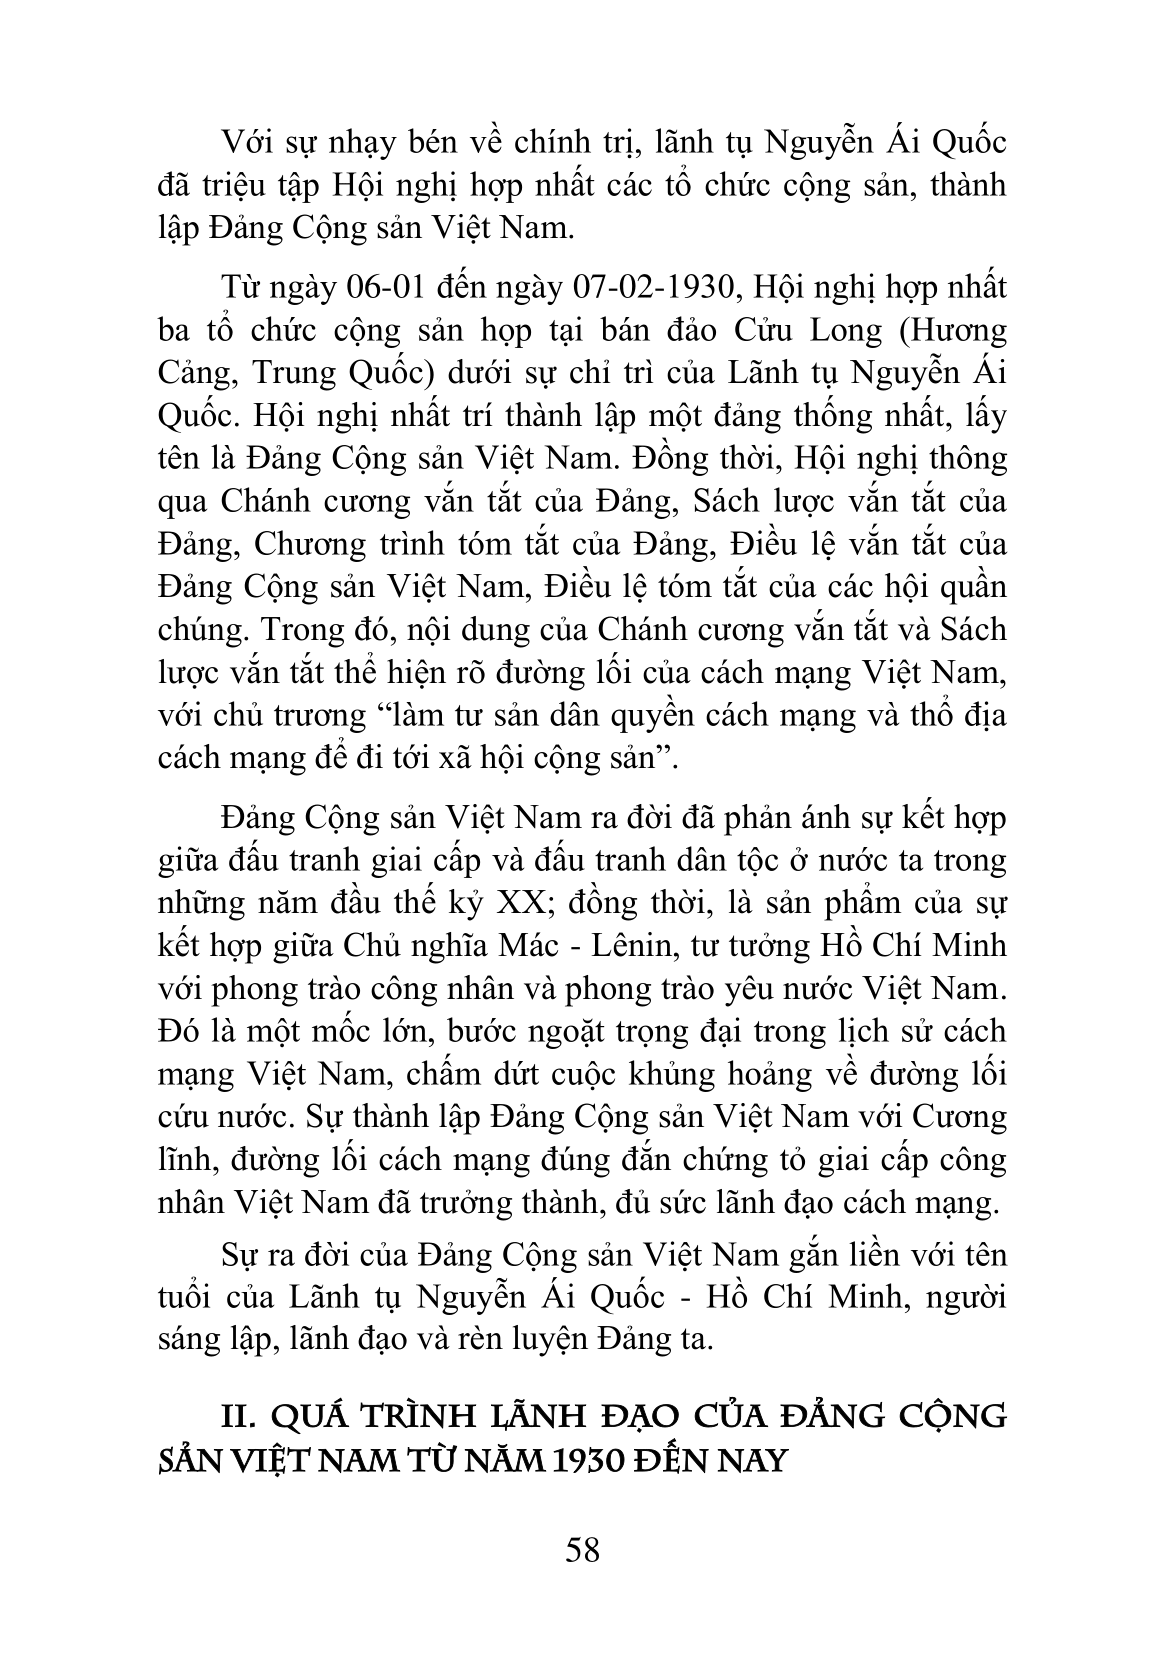 Với sự nhạy bén về chính trị, lãnh tụ Nguyễn Ái Quốc
đã triệu tập Hội nghị hợp nhất các tổ chức cộng sản, thành
lập Đảng Cộng sản Việt Nam.
Từ ngày 06-01 đến ngày 07-02-1930, Hội nghị hợp nhất
ba tổ chức cộng sản họp tại bán đảo Cửu Long (Hương
Cảng, Trung Quốc) dưới sự chỉ trì của Lãnh tụ Nguyễn Ái
Quốc. Hội nghị nhất trí thành lập một đảng thống nhất, lấy
tên là Đảng Cộng sản Việt Nam. Đồng thời, Hội nghị thông
qua Chánh cương vắn tắt của Đảng, Sách lược vắn tắt của
Đảng, Chương trình tóm tắt của Đảng, Điều lệ vắn tắt của
Đảng Cộng sản Việt Nam, Điều lệ tóm tắt của các hội quần
chúng. Trong đó, nội dung của Chánh cương vắn tắt và Sách
lược vắn tắt thể hiện rõ đường lối của cách mạng Việt Nam,
với chủ trương “làm tư sản dân quyền cách mạng và thổ địa
cách mạng để đi tới xã hội cộng sản”.
Đảng Cộng sản Việt Nam ra đời đã phản ánh sự kết hợp
giữa đấu tranh giai cấp và đấu tranh dân tộc ở nước ta trong
những năm đầu thế kỷ XX; đồng thời, là sản phẩm của sự
kết hợp giữa Chủ nghĩa Mác - Lênin, tư tưởng Hồ Chí Minh
với phong trào công nhân và phong trào yêu nước Việt Nam.
Đó là một mốc lớn, bước ngoặt trọng đại trong lịch sử cách
mạng Việt Nam, chấm dứt cuộc khủng hoảng về đường lối
cứu nước. Sự thành lập Đảng Cộng sản Việt Nam với Cương
lĩnh, đường lối cách mạng đúng đắn chứng tỏ giai cấp công
nhân Việt Nam đã trưởng thành, đủ sức lãnh đạo cách mạng.
Sự ra đời của Đảng Cộng sản Việt Nam gắn liền với tên
tuổi của Lãnh tụ Nguyễn Ái Quốc - Hồ Chí Minh, người
sáng lập, lãnh đạo và rèn luyện Đảng ta.
II. QUÁ TRÌNH LÃNH ĐẠO CỦA ĐẢNG CỘNG
SẢN VIỆT NAM TỪ NĂM 1930 ĐẾN NAY
58